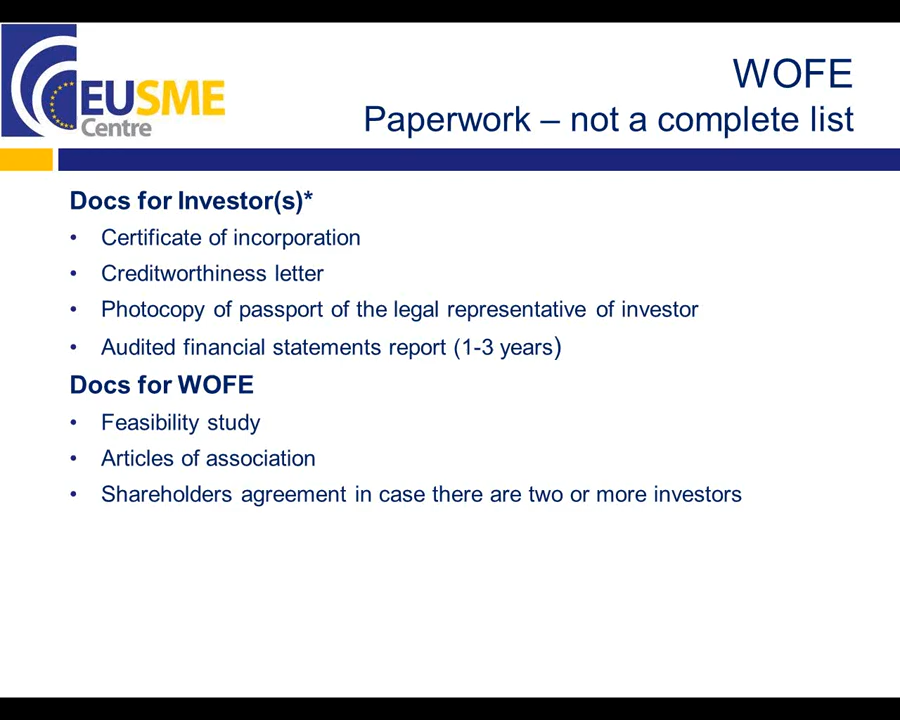 EUSME
Centre
WOFE
Paperwork – not a complete list
Docs for Investor(s)*
• Certificate of incorporation
• Creditworthiness letter
• Photocopy of passport of the legal representative of investor
• Audited financial statements report (1-3 years)
Docs for WOFE
• Feasibility study
• Articles of association
• Shareholders agreement in case there are two or more investors